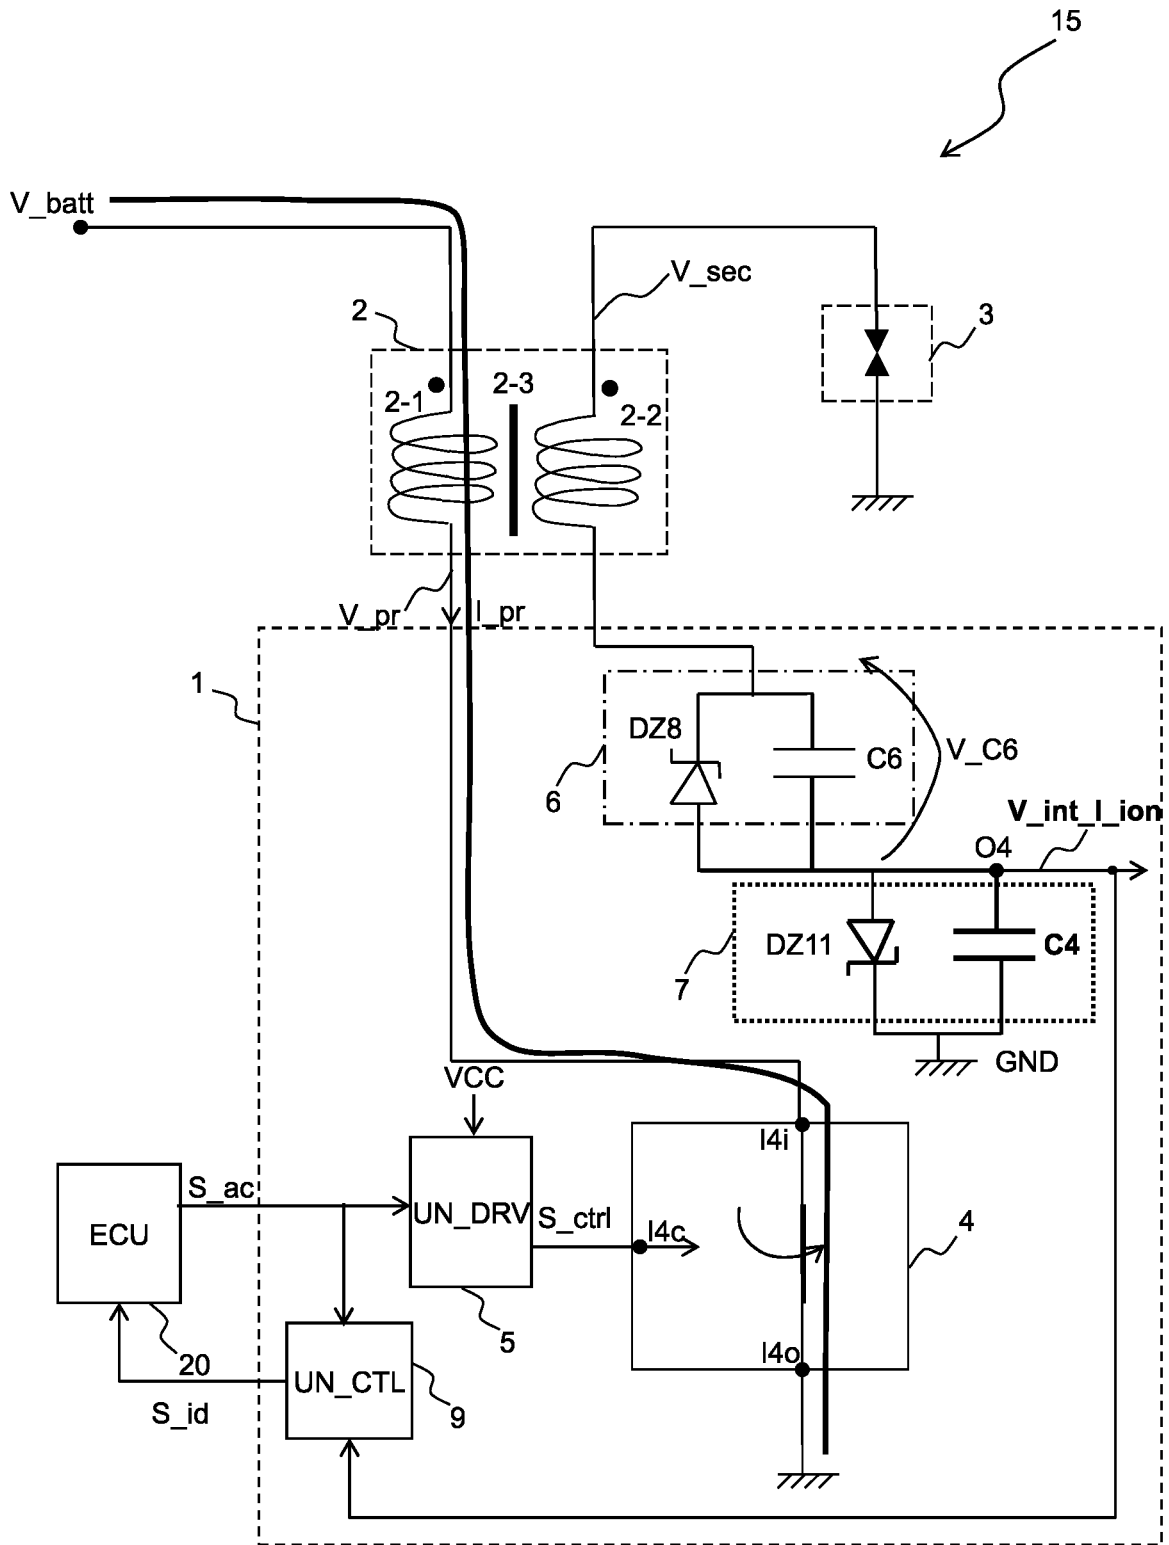 15
V_batt
V_sec
2
3
2-3
2-1
2-2
V_pr
I_pr
1
DZ8
C6
V_C6
6
V_int_I_ion
O4
DZ11
C4
7
GND
VCC
I4i
S_ac
UN_DRV
S_ctrl
I4c
4
ECU
5
I4o
20
UN_CTL
9
S_id